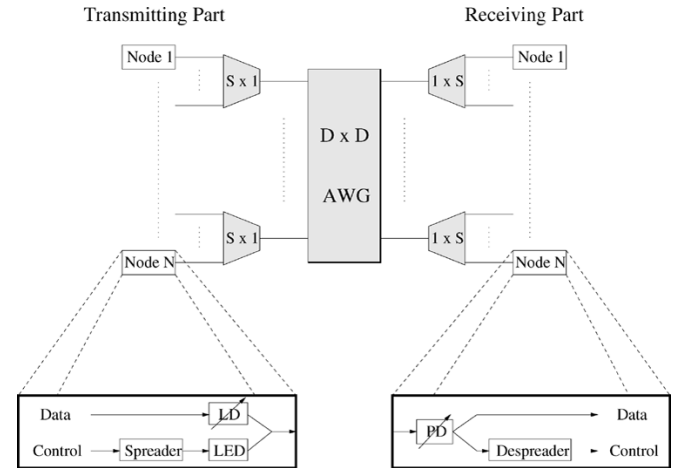 Transmitting Part Receiving Part
Node 1 Node 1
S x 1 1 x S
D x D
AWG
S x 1 1 x S
Node N Node N
Data LD PD Data
Control Spreader LED Despreader Control